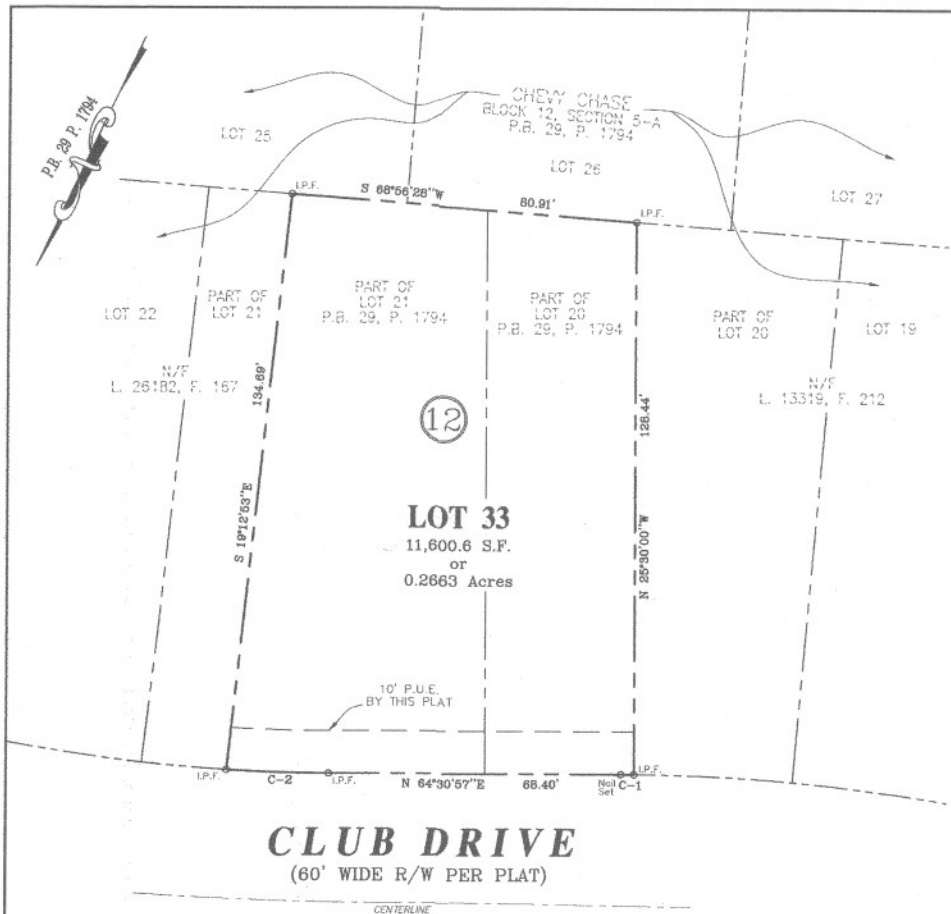 P.B. 29 P. 1794
CHEVY CHASE
BLOCK 12, SECTION 5-A
P.B. 29, P. 1794
LOT 25
LOT 26
LOT 27
I.P.F.
S 68°56'28"W
80.91'
I.P.F.
LOT 22
PART OF
LOT 21
PART OF
LOT 21
P.B. 29, P. 1794
PART OF
LOT 20
P.B. 29, P. 1794
PART OF
LOT 20
LOT 19
N/F
L. 26182, F. 167
N/F
L. 13319, F. 212
134.69'
S 19°12'53"E
128.44'
N 25°30'00"W
12
LOT 33
11,600.6 S.F.
or
0.2663 Acres
10' P.U.E.
BY THIS PLAT
I.P.F.
C-2
I.P.F.
N 64°30'57"E
68.40'
Nail
Set
C-1
I.P.F.
CLUB DRIVE
(60' WIDE R/W PER PLAT)
CENTERLINE